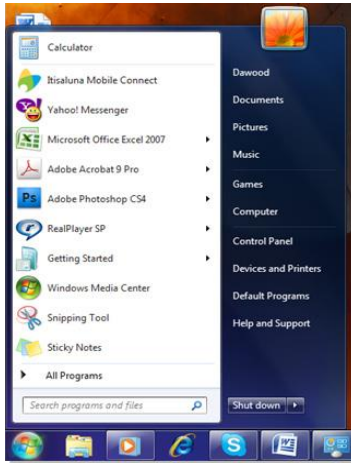 Calculator
Itisaluna Mobile Connect
Yahoo! Messenger
Microsoft Office Excel 2007
Adobe Acrobat 9 Pro
Ps Adobe Photoshop CS4
RealPlayer SP
Getting Started
Windows Media Center
Snipping Tool
Sticky Notes
All Programs
Search programs and files
Dawood
Documents
Pictures
Music
Games
Computer
Control Panel
Devices and Printers
Default Programs
Help and Support
Shut down